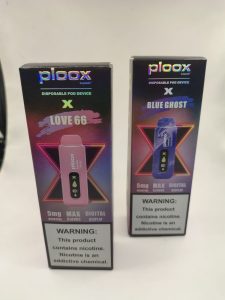 ploox
DISPOSABLE POD DEVICE
X
LOVE 66
ploox
5mg MAX DIGITAL
WARNING:
This product
contains nicotine.
Nicotine is an
addictive chemical.
ploox
DISPOSABLE POD DEVICE
X
BLUE GHOST
5mg MAX DIGITAL
WARNING:
This product
contains nicotine.
Nicotine is an
addictive chemical.